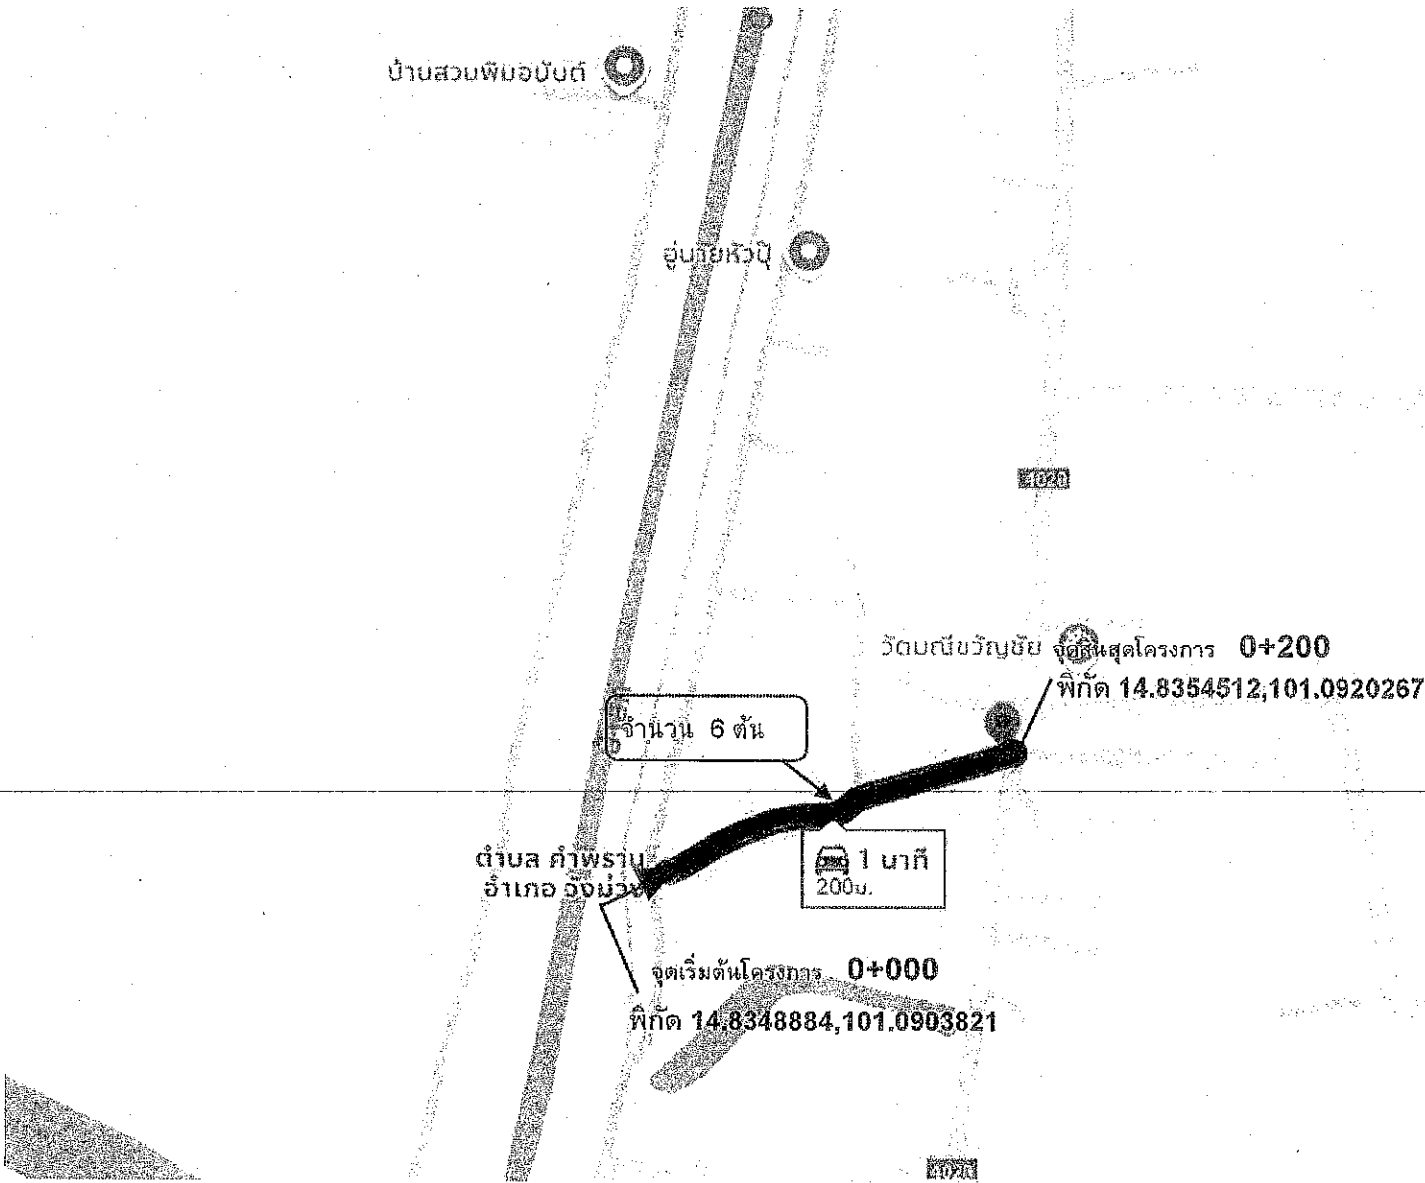 บ้านสวนพิมอบันต์
อู่นายหัวปุ๊
วัดมณีขวัญชัย
จุดสิ้นสุดโครงการ 0+200
พิกัด 14.8354512,101.0920267
จำนวน 6 ต้น
1 นาที
200ม.
ตำบล คำพราน
อำเภอ วังม่วง
จุดเริ่มต้นโครงการ 0+000
พิกัด 14.8348884,101.0903821